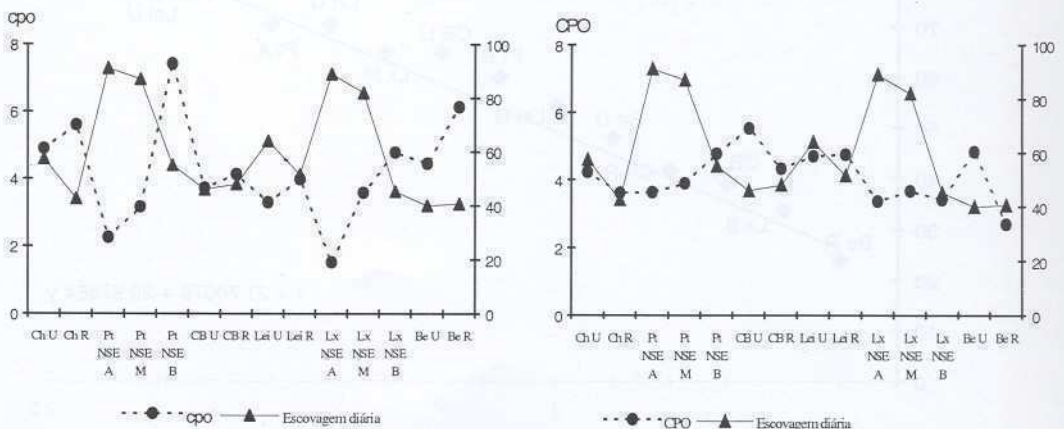 cpo
8
6
4
2
0
100
80
60
40
20
0
Ch U Ch R Pt Pt Pt CB U CB R Lei U Lei R Lx Lx Lx Be U Be R
NSE NSE NSE NSE NSE NSE
A M B A M B
cpo Escovagem diária
CPO
8
6
4
2
0
100
80
60
40
20
0
Ch U Ch R Pt Pt Pt CB U CB R Lei U Lei R Lx Lx Lx Be U Be R
NSE NSE NSE NSE NSE NSE
A M B A M B
CPO Escovagem diária